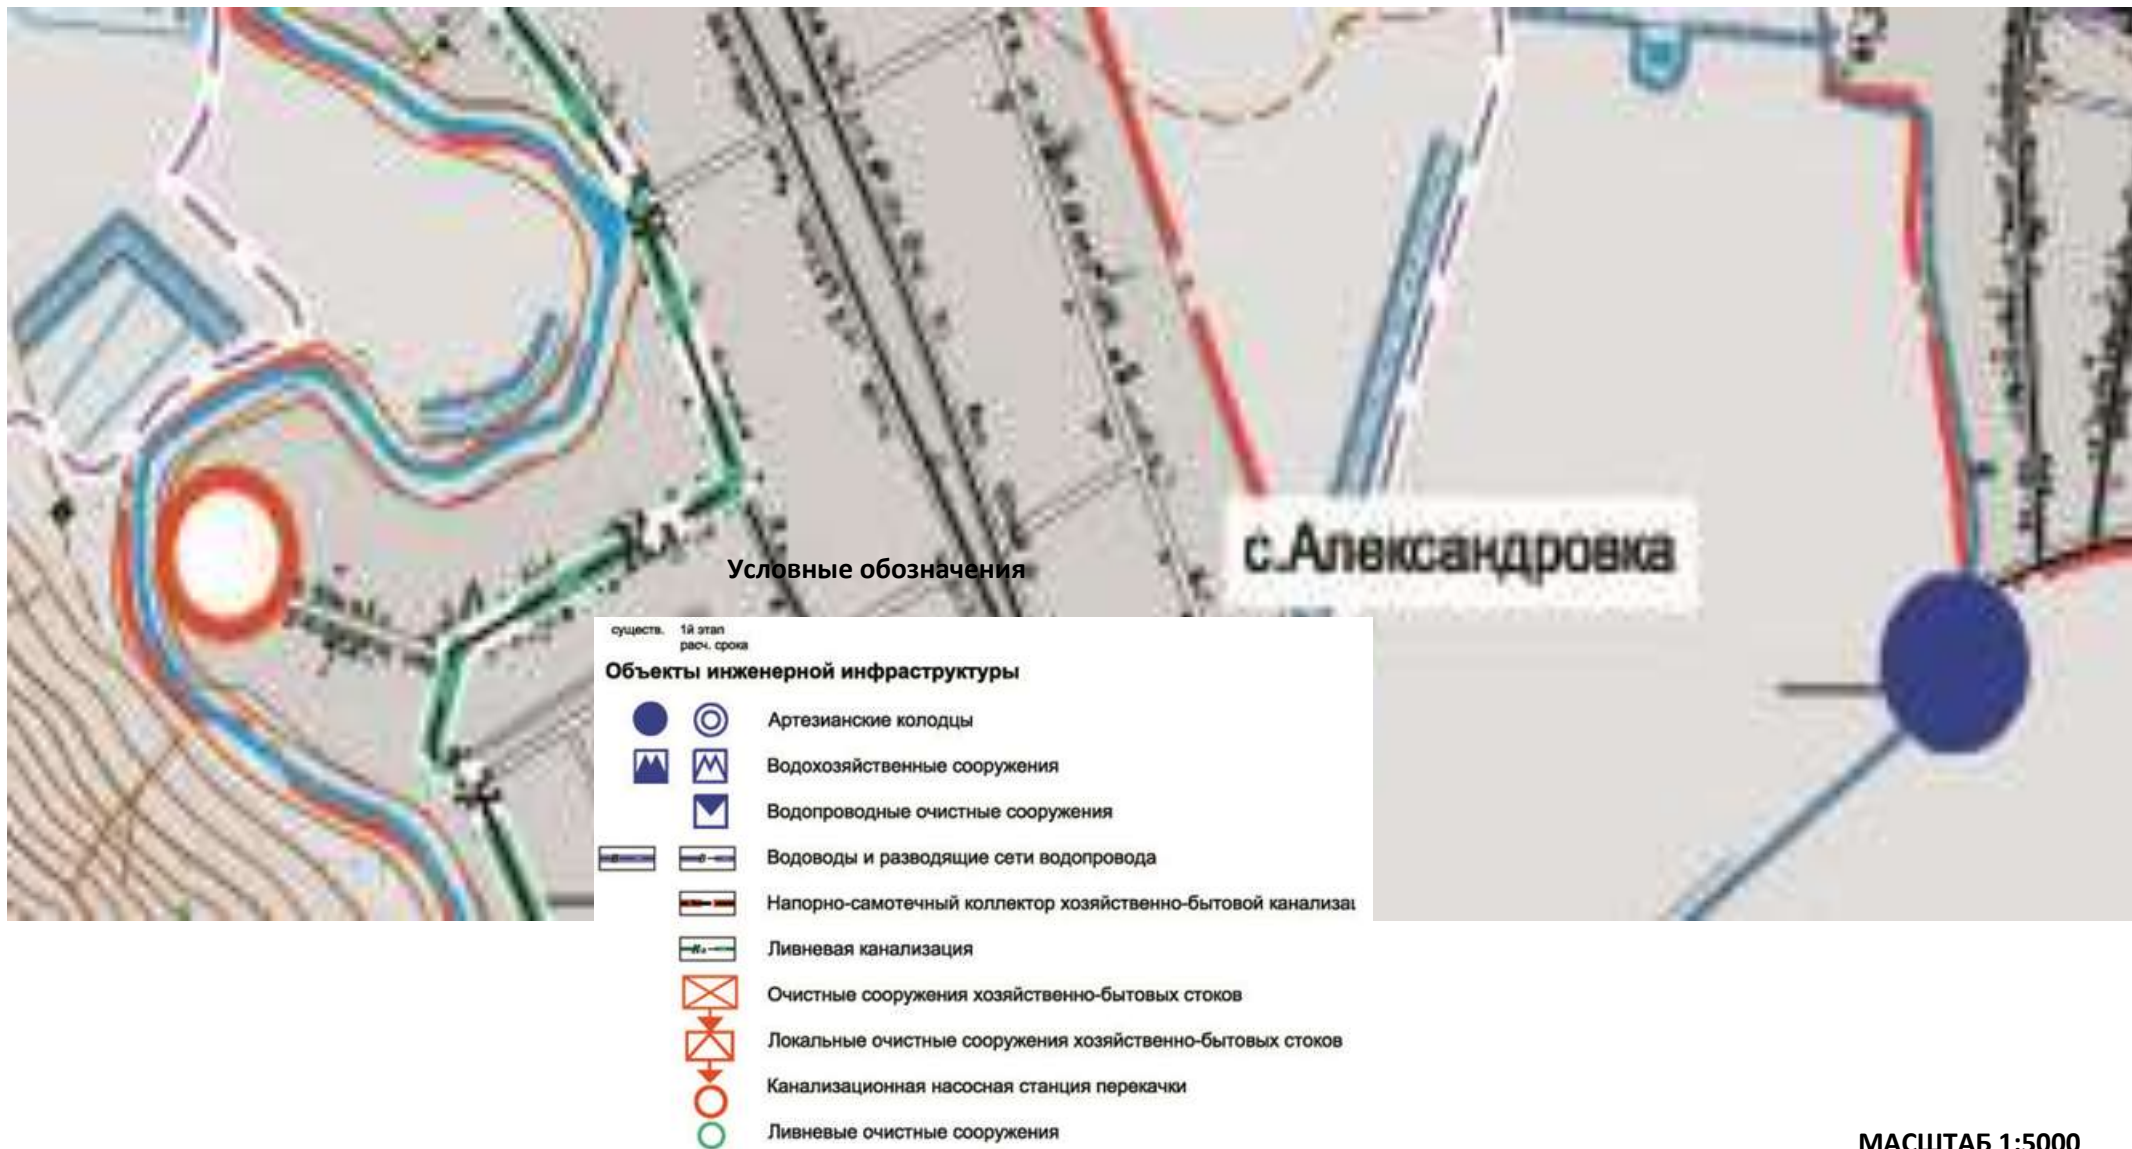 с.Александровка
Условные обозначения
существ. 1й этап
расч. срока
Объекты инженерной инфраструктуры
Артезианские колодцы
Водохозяйственные сооружения
Водопроводные очистные сооружения
Водоводы и разводящие сети водопровода
Напорно-самотечный коллектор хозяйственно-бытовой канализац
Ливневая канализация
Очистные сооружения хозяйственно-бытовых стоков
Локальные очистные сооружения хозяйственно-бытовых стоков
Канализационная насосная станция перекачки
Ливневые очистные сооружения
МАСШТАБ 1:5000